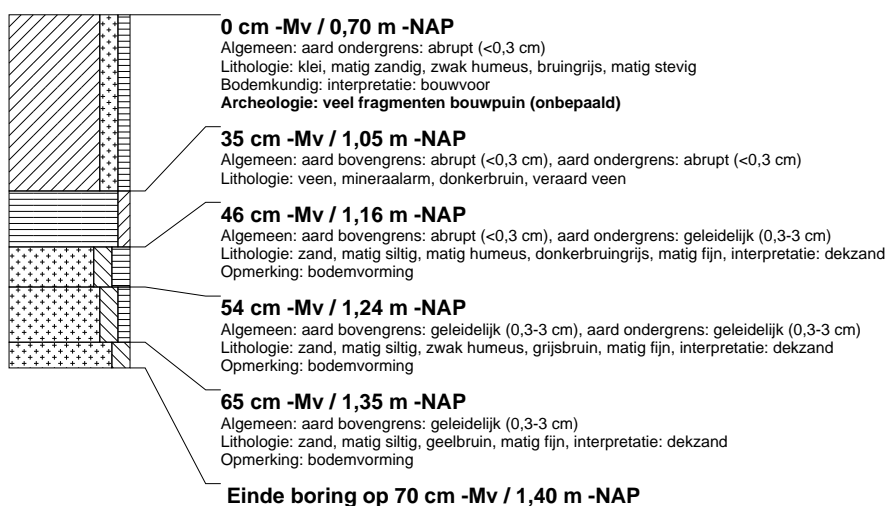 0 cm -Mv / 0,70 m -NAP
Algemeen: aard ondergrens: abrupt (<0,3 cm)
Lithologie: klei, matig zandig, zwak humeus, bruingrijs, matig stevig
Bodemkundig: interpretatie: bouwvoor
Archeologie: veel fragmenten bouwpuin (onbepaald)
35 cm -Mv / 1,05 m -NAP
Algemeen: aard bovengrens: abrupt (<0,3 cm), aard ondergrens: abrupt (<0,3 cm)
Lithologie: veen, mineraalarm, donkerbruin, veraard veen
46 cm -Mv / 1,16 m -NAP
Algemeen: aard bovengrens: abrupt (<0,3 cm), aard ondergrens: geleidelijk (0,3-3 cm)
Lithologie: zand, matig siltig, matig humeus, donkerbruingrijs, matig fijn, interpretatie: dekzand
Opmerking: bodemvorming
54 cm -Mv / 1,24 m -NAP
Algemeen: aard bovengrens: geleidelijk (0,3-3 cm), aard ondergrens: geleidelijk (0,3-3 cm)
Lithologie: zand, matig siltig, zwak humeus, grijsbruin, matig fijn, interpretatie: dekzand
Opmerking: bodemvorming
65 cm -Mv / 1,35 m -NAP
Algemeen: aard bovengrens: geleidelijk (0,3-3 cm)
Lithologie: zand, matig siltig, geelbruin, matig fijn, interpretatie: dekzand
Opmerking: bodemvorming
Einde boring op 70 cm -Mv / 1,40 m -NAP